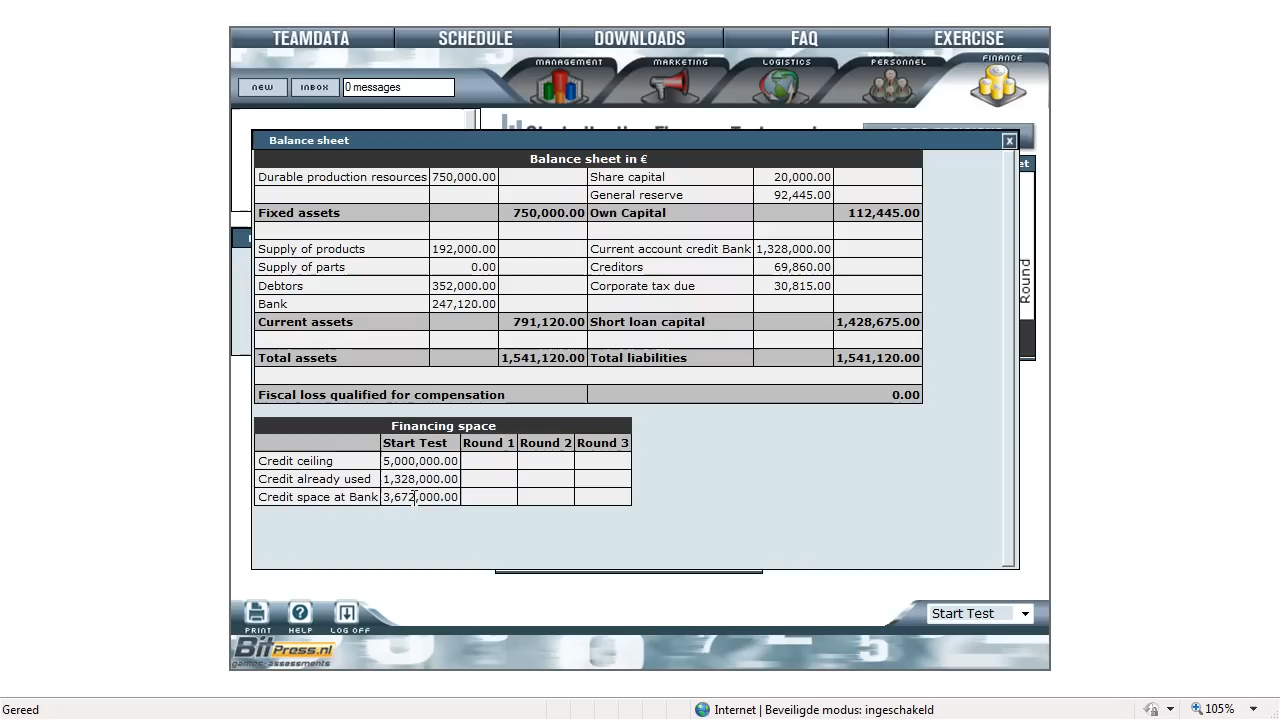 TEAMDATA SCHEDULE DOWNLOADS FAQ EXERCISE
MANAGEMENT MARKETING LOGISTICS PERSONNEL FINANCE
NEW INBOX 0 messages
Balance sheet X
Balance sheet in €
Durable production resources 750,000.00 Share capital 20,000.00
General reserve 92,445.00
Fixed assets 750,000.00 Own Capital 112,445.00
Supply of products 192,000.00 Current account credit Bank 1,328,000.00
Supply of parts 0.00 Creditors 69,860.00
Debtors 352,000.00 Corporate tax due 30,815.00
Bank 247,120.00
Current assets 791,120.00 Short loan capital 1,428,675.00
Total assets 1,541,120.00 Total liabilities 1,541,120.00
Fiscal loss qualified for compensation 0.00
Round
Financing space
Start Test Round 1 Round 2 Round 3
Credit ceiling 5,000,000.00
Credit already used 1,328,000.00
Credit space at Bank 3,672,000.00
PRINT HELP LOG OFF
Start Test
BitPress.nl
games-assessments
Gereed Internet | Beveiligde modus: ingeschakeld 105%